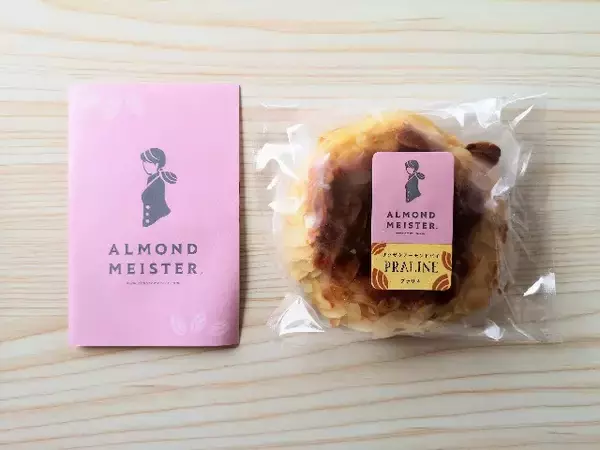 ALMOND
MEISTER.
ALMOND
MEISTER.
PRALINE
プラリネ